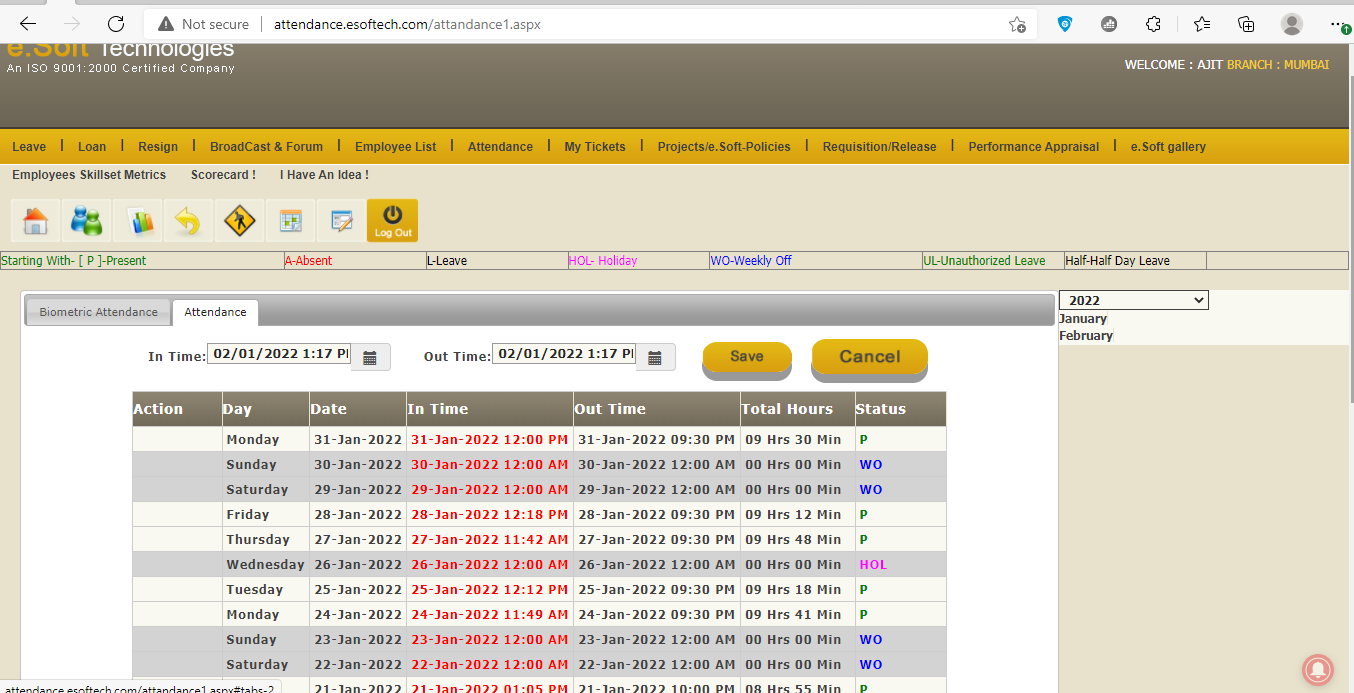 Not secure | attendance.esoftech.com/attandance1.aspx
e.Soft Technologies
An ISO 9001:2000 Certified Company
WELCOME : AJIT BRANCH : MUMBAI
Leave | Loan | Resign | BroadCast & Forum | Employee List | Attendance | My Tickets | Projects/e.Soft-Policies | Requisition/Release | Performance Appraisal | e.Soft gallery
Employees Skillset Metrics Scorecard ! I Have An Idea !
Log Out
Starting With- [ P ]-Present A-Absent L-Leave HOL- Holiday WO-Weekly Off UL-Unauthorized Leave Half-Half Day Leave
Biometric Attendance Attendance
2022
January
February
In Time: 02/01/2022 1:17 Out Time: 02/01/2022 1:17 Save Cancel
Action Day Date In Time Out Time Total Hours Status
Monday 31-Jan-2022 31-Jan-2022 12:00 PM 31-Jan-2022 09:30 PM 09 Hrs 30 Min P
Sunday 30-Jan-2022 30-Jan-2022 12:00 AM 30-Jan-2022 12:00 AM 00 Hrs 00 Min WO
Saturday 29-Jan-2022 29-Jan-2022 12:00 AM 29-Jan-2022 12:00 AM 00 Hrs 00 Min WO
Friday 28-Jan-2022 28-Jan-2022 12:18 PM 28-Jan-2022 09:30 PM 09 Hrs 12 Min P
Thursday 27-Jan-2022 27-Jan-2022 11:42 AM 27-Jan-2022 09:30 PM 09 Hrs 48 Min P
Wednesday 26-Jan-2022 26-Jan-2022 12:00 AM 26-Jan-2022 12:00 AM 00 Hrs 00 Min HOL
Tuesday 25-Jan-2022 25-Jan-2022 12:12 PM 25-Jan-2022 09:30 PM 09 Hrs 18 Min P
Monday 24-Jan-2022 24-Jan-2022 11:49 AM 24-Jan-2022 09:30 PM 09 Hrs 41 Min P
Sunday 23-Jan-2022 23-Jan-2022 12:00 AM 23-Jan-2022 12:00 AM 00 Hrs 00 Min WO
Saturday 22-Jan-2022 22-Jan-2022 12:00 AM 22-Jan-2022 12:00 AM 00 Hrs 00 Min WO
21-Jan-2022 21-Jan-2022 01:05 PM 21-Jan-2022 10:00 PM 08 Hrs 55 Min P
attendance.esoftech.com/attandance1.aspx#tabs-2